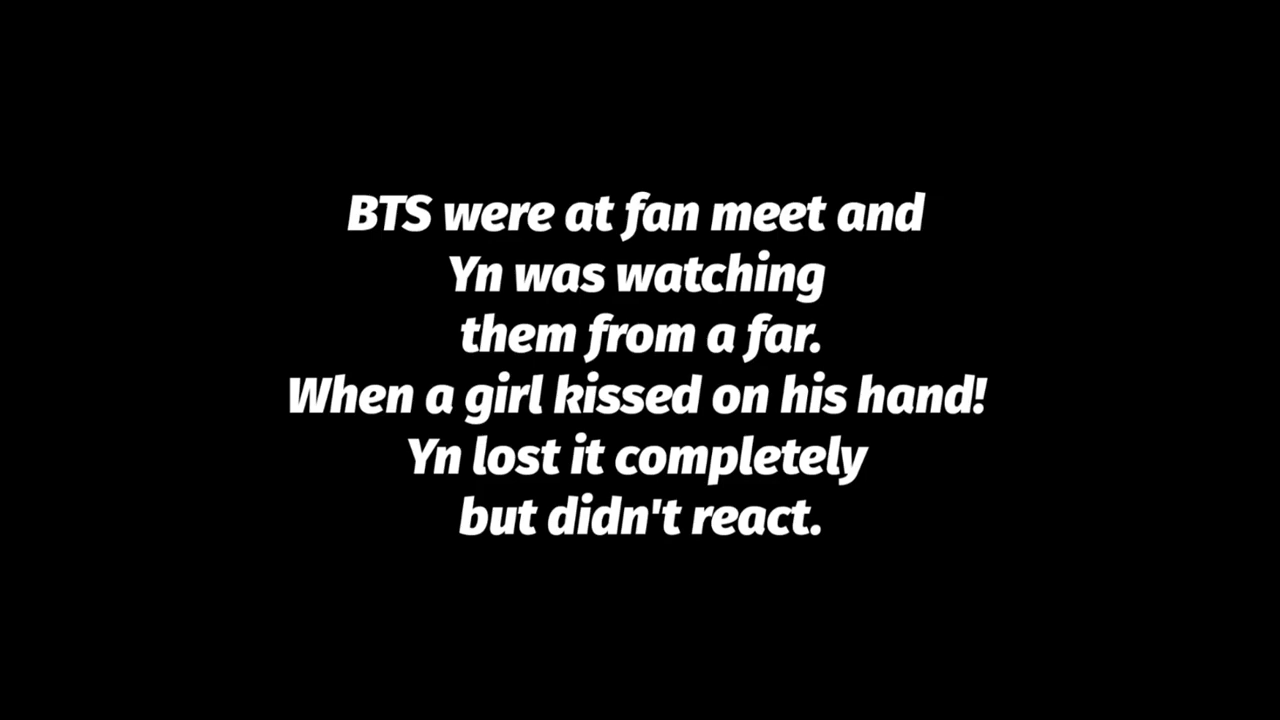 BTS were at fan meet and
Yn was watching
them from a far.
When a girl kissed on his hand!
Yn lost it completely
but didn't react.